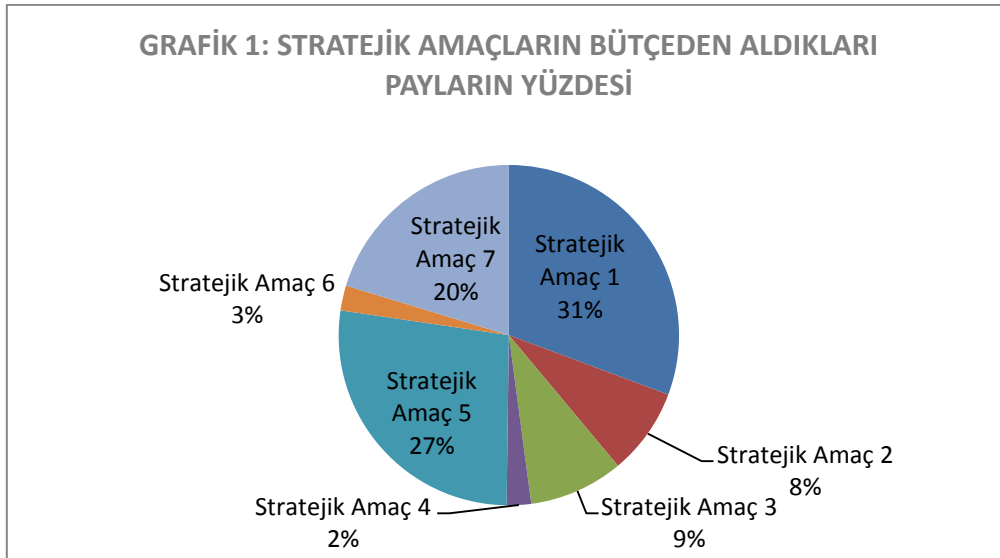 GRAFİK 1: STRATEJİK AMAÇLARIN BÜTÇEDEN ALDIKLARI
PAYLARIN YÜZDESİ
Stratejik
Amaç 1
31%
Stratejik Amaç 2
8%
Stratejik Amaç 3
9%
Stratejik Amaç 4
2%
Stratejik
Amaç 5
27%
Stratejik Amaç 6
3%
Stratejik
Amaç 7
20%